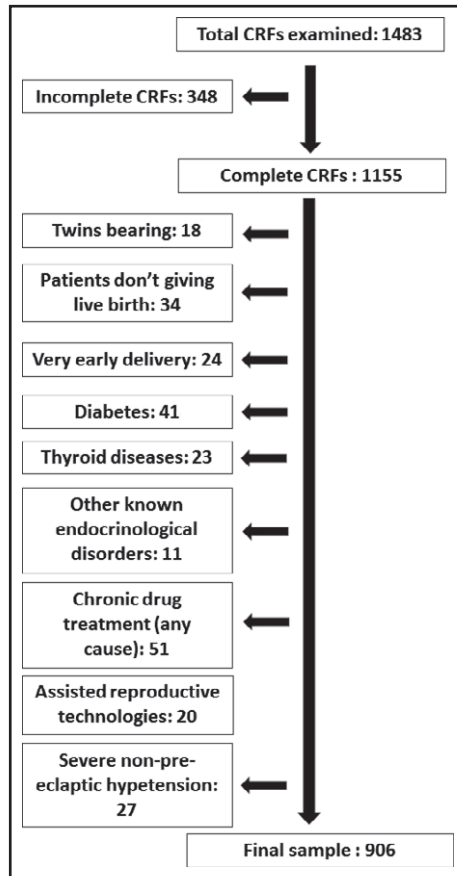 Total CRFs examined: 1483
Incomplete CRFs: 348
Complete CRFs : 1155
Twins bearing: 18
Patients don't giving
live birth: 34
Very early delivery: 24
Diabetes: 41
Thyroid diseases: 23
Other known
endocrinological
disorders: 11
Chronic drug
treatment (any
cause): 51
Assisted reproductive
technologies: 20
Severe non-pre-
eclaptic hypetension:
27
Final sample : 906